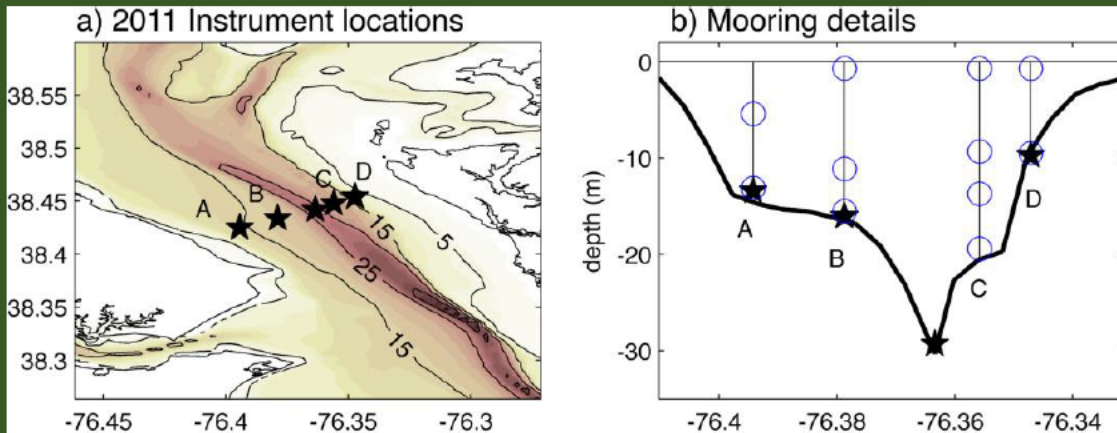 a) 2011 Instrument locations
38.55
38.5
38.45
38.4
38.35
38.3
A
B
C
D
15
5
25
15
-76.45
-76.4
-76.35
-76.3
b) Mooring details
0
-10
-20
-30
depth (m)
A
B
C
D
-76.4
-76.38
-76.36
-76.34